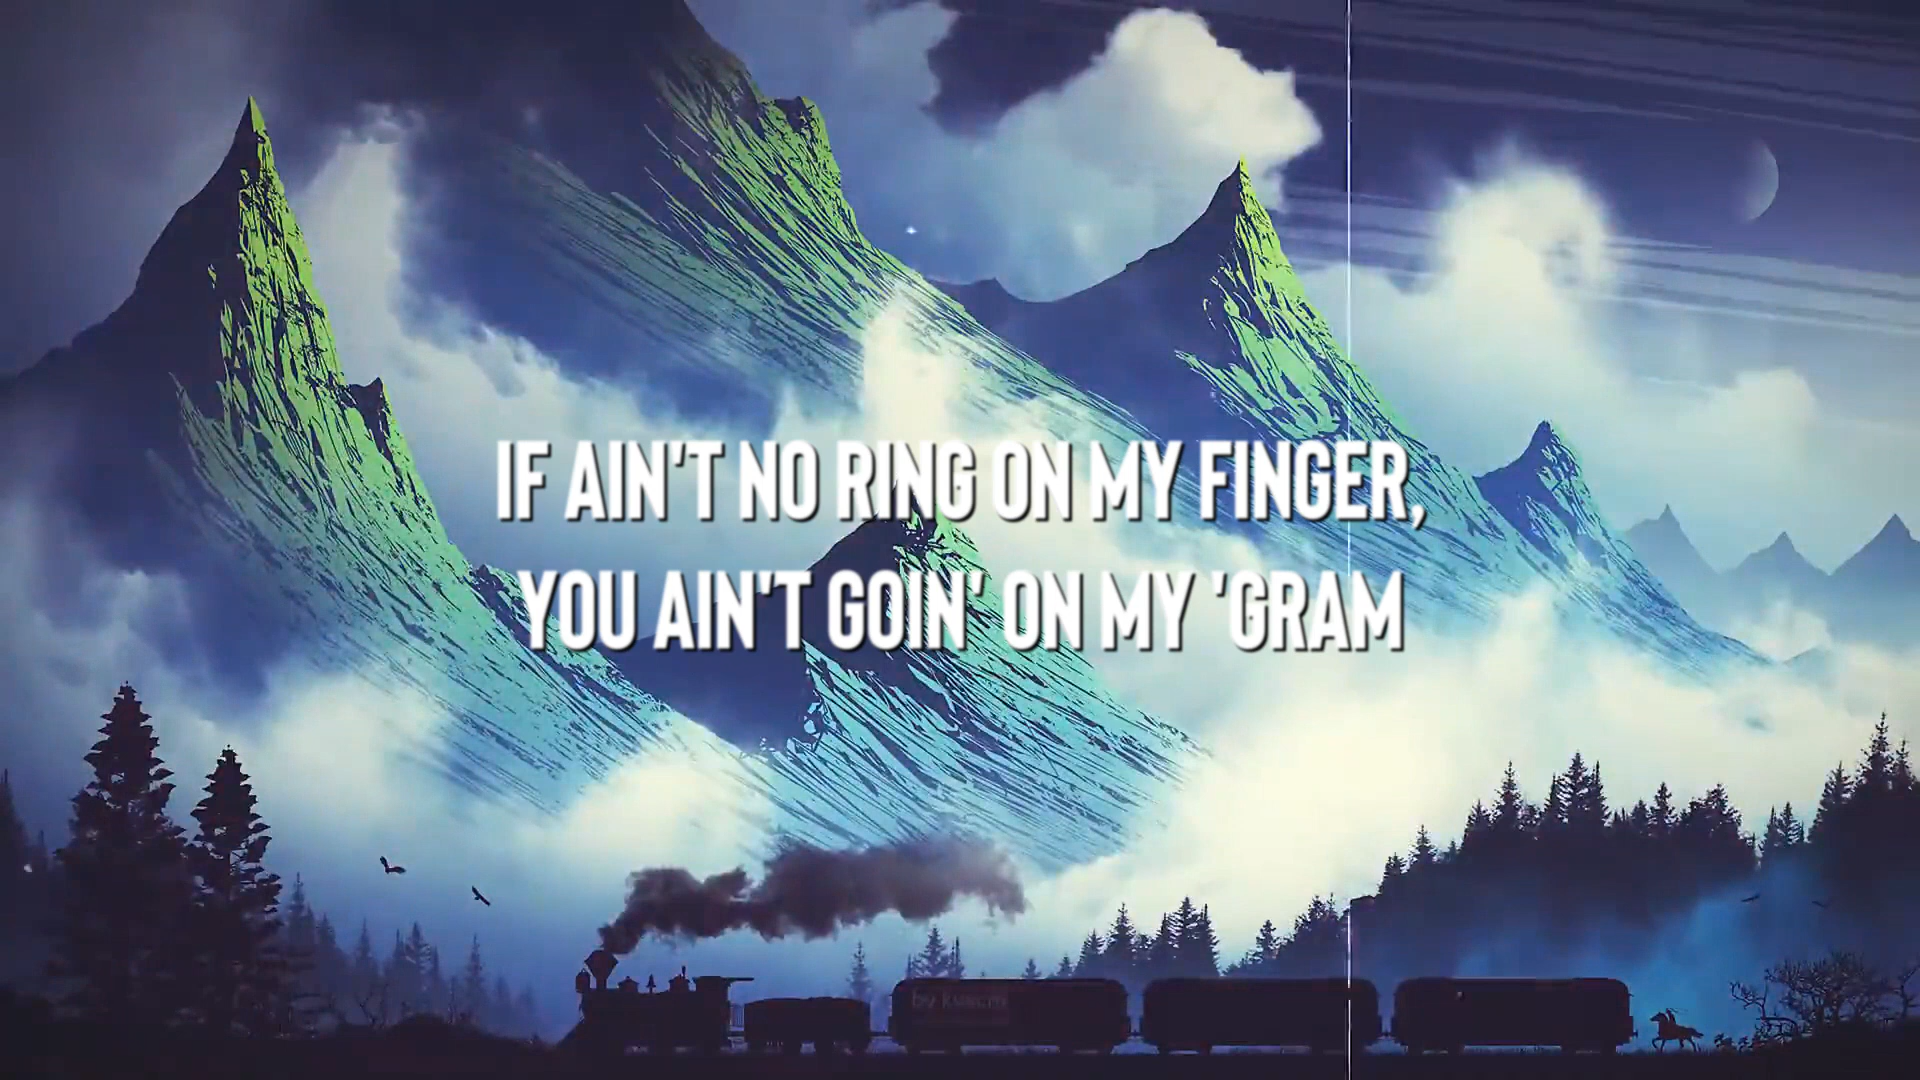 IF AIN'T NO RING ON MY FINGER,
YOU AIN'T GOIN' ON MY 'GRAM